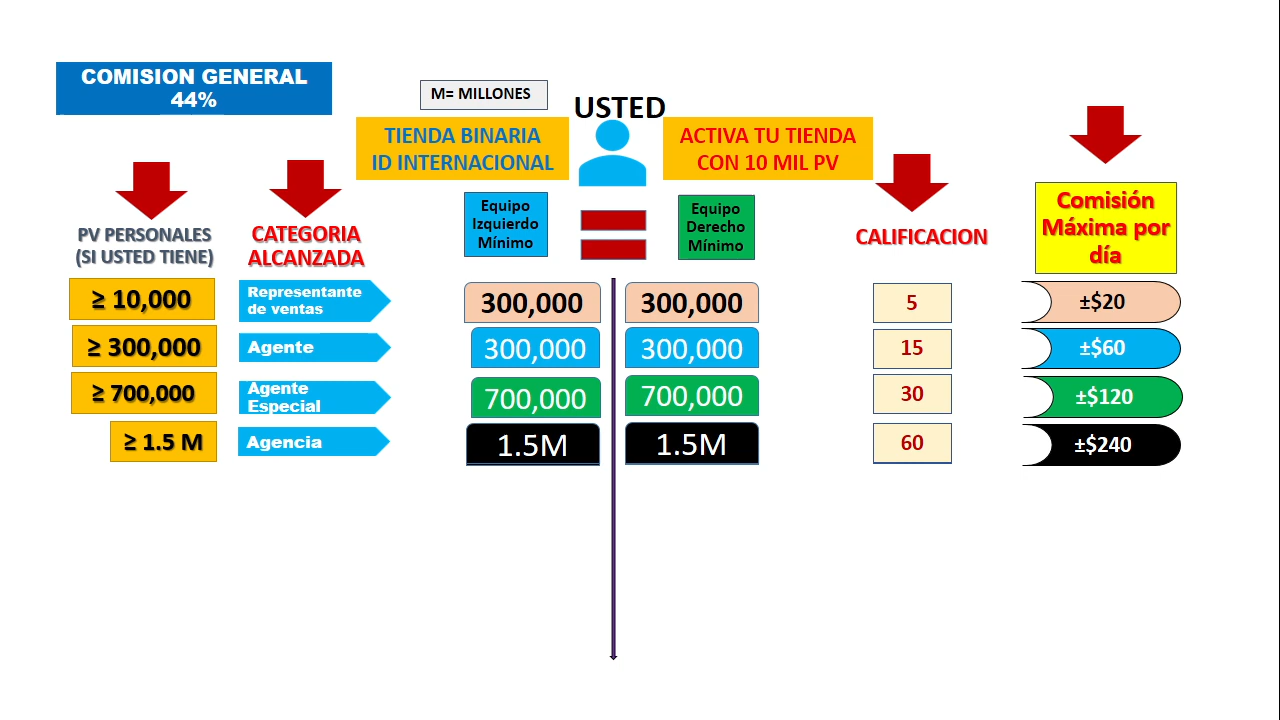 COMISION GENERAL
44%
M= MILLONES
USTED
TIENDA BINARIA
ID INTERNACIONAL
ACTIVA TU TIENDA
CON 10 MIL PV
PV PERSONALES
(SI USTED TIENE)
CATEGORIA
ALCANZADA
Equipo
Izquierdo
Mínimo
Equipo
Derecho
Mínimo
CALIFICACION
Comisión
Máxima por
día
≥ 10,000
Representante
de ventas
300,000
300,000
5
±$20
≥ 300,000
Agente
300,000
300,000
15
±$60
≥ 700,000
Agente
Especial
700,000
700,000
30
±$120
≥ 1.5 M
Agencia
1.5M
1.5M
60
±$240